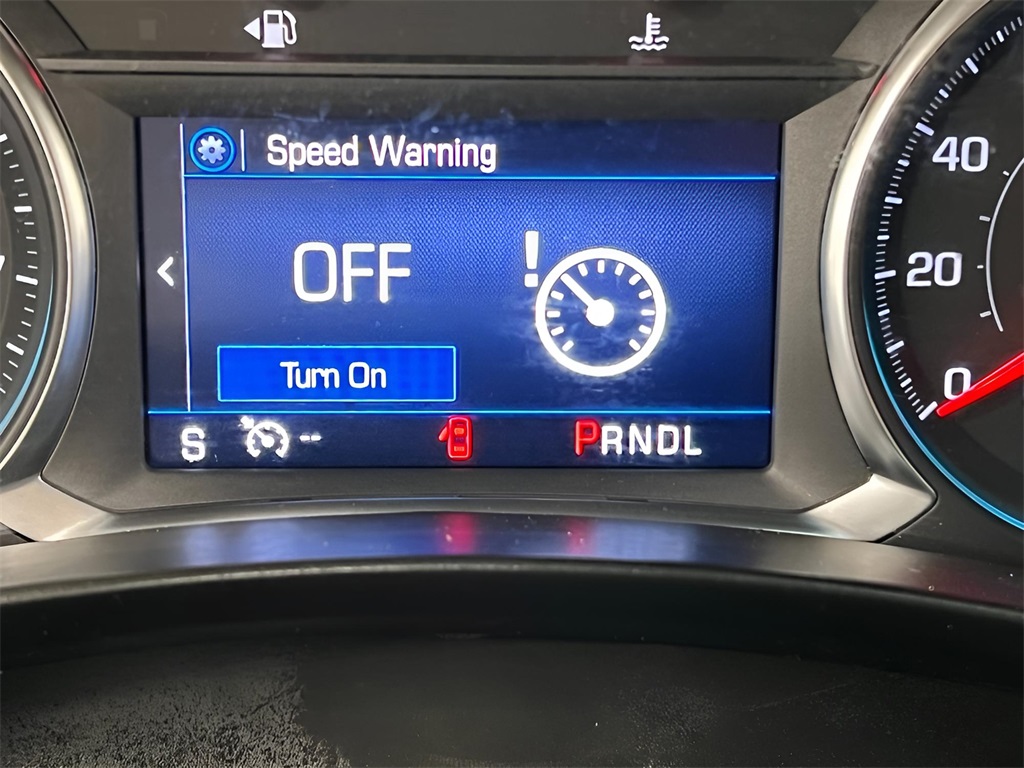 Speed Warning
OFF
Turn On
S -- PRNDL
40
20
0